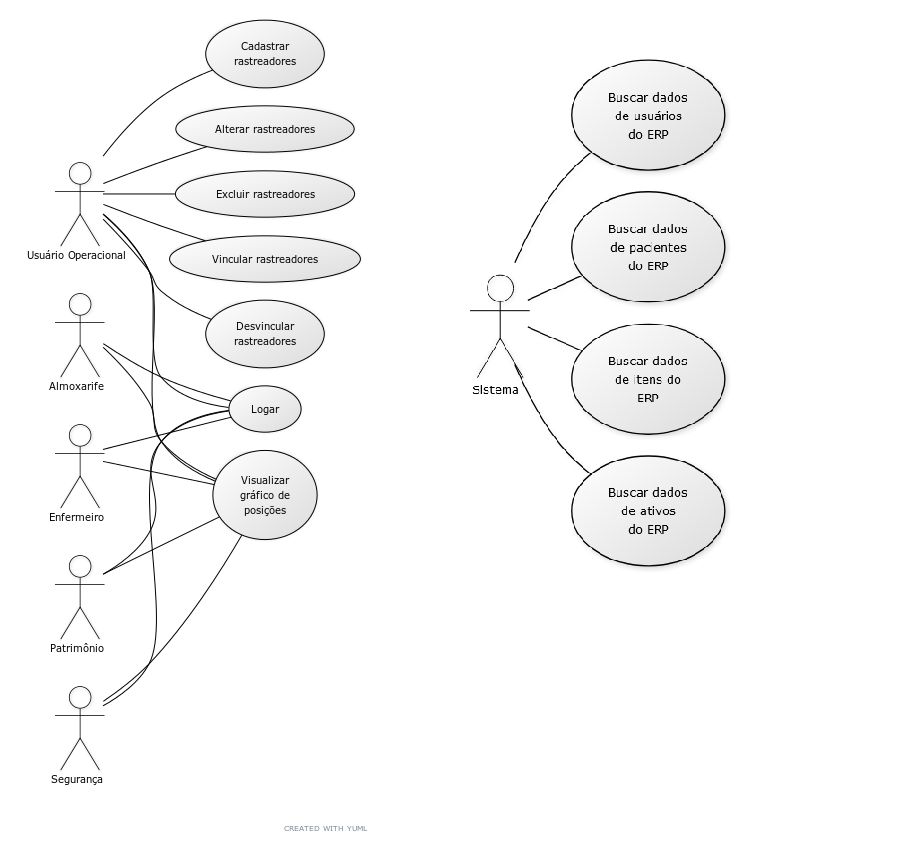 Cadastrar
rastreadores
Alterar rastreadores
Excluir rastreadores
Usuário Operacional
Vincular rastreadores
Desvincular
rastreadores
Almoxarife
Logar
Visualizar
gráfico de
posições
Enfermeiro
Patrimônio
Segurança
Buscar dados
de usuários
do ERP
Buscar dados
de pacientes
do ERP
Sistema
Buscar dados
de itens do
ERP
Buscar dados
de ativos
do ERP
CREATED WITH YUML